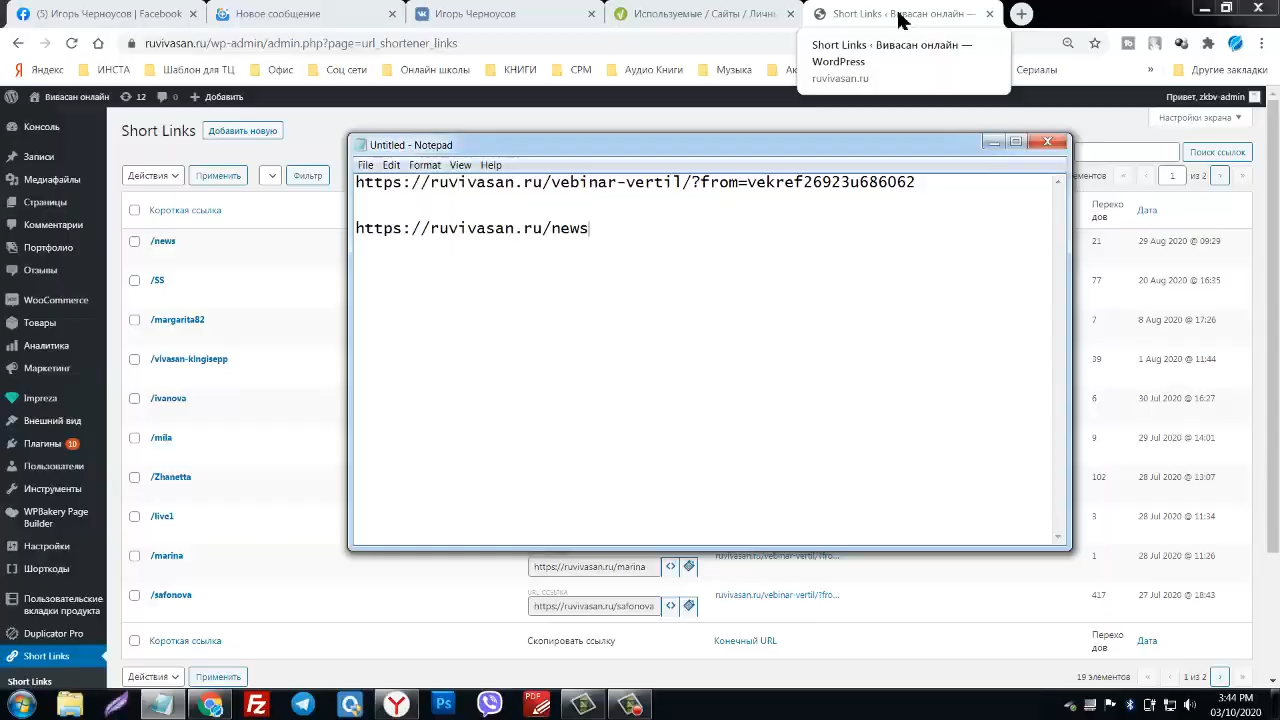 (5) Игорь Черноусов | Facebook
Новое сообщение
Игорь Черноусов
Используемые / Сайты / Личн
Short Links ‹ Вивасан онлайн —
ruvivasan.ru/wp-admin/admin.php?page=url_shortener_links
Short Links ‹ Вивасан онлайн — WordPress
ruvivasan.ru
Яндекс
ИНСТА
Шаблон для ТЦ
Офис
Соц сети
Онлайн школы
КНИГИ
СРМ
Аудио Книги
Музыка
Сериалы
»
Другие закладки
Вивасан онлайн
12
0
Добавить
Привет, zkbv-admin
Консоль
Записи
Медиафайлы
Страницы
Комментарии
Портфолио
Отзывы
WooCommerce
Товары
Аналитика
Маркетинг
Impreza
Внешний вид
Плагины 10
Пользователи
Инструменты
WPBakery Page
Builder
Настройки
Шорткоды
Пользовательские
вкладки продукта
Duplicator Pro
Short Links
Short Links
Short Links
Добавить новую
Настройки экрана
Поиск ссылок
Действия
Применить
Фильтр
«
‹
1
из 2
›
»
Короткая ссылка
Перехо
дов
Дата
/news
21
29 Aug 2020 @ 09:29
/SS
77
20 Aug 2020 @ 16:35
/margarita82
7
8 Aug 2020 @ 17:26
/vivasan-kingisepp
39
1 Aug 2020 @ 11:44
/ivanova
6
30 Jul 2020 @ 16:27
/mila
9
29 Jul 2020 @ 14:01
/Zhanetta
102
28 Jul 2020 @ 13:07
/live1
3
28 Jul 2020 @ 11:34
/marina
https://ruvivasan.ru/marina
ruvivasan.ru/vebinar-vertil/?fro...
1
28 Jul 2020 @ 11:26
/safonova
URL ССЫЛКА
https://ruvivasan.ru/safonova
ruvivasan.ru/vebinar-vertil/?fro...
417
27 Jul 2020 @ 18:43
Короткая ссылка
Скопировать ссылку
Конечный URL
Перехо
дов
Дата
Действия
Применить
19 элементов
«
‹
1 из 2
›
»
Untitled - Notepad
File Edit Format View Help
https://ruvivasan.ru/vebinar-vertil/?from=vekref26923u686062
https://ruvivasan.ru/news
3:44 PM
03/10/2020